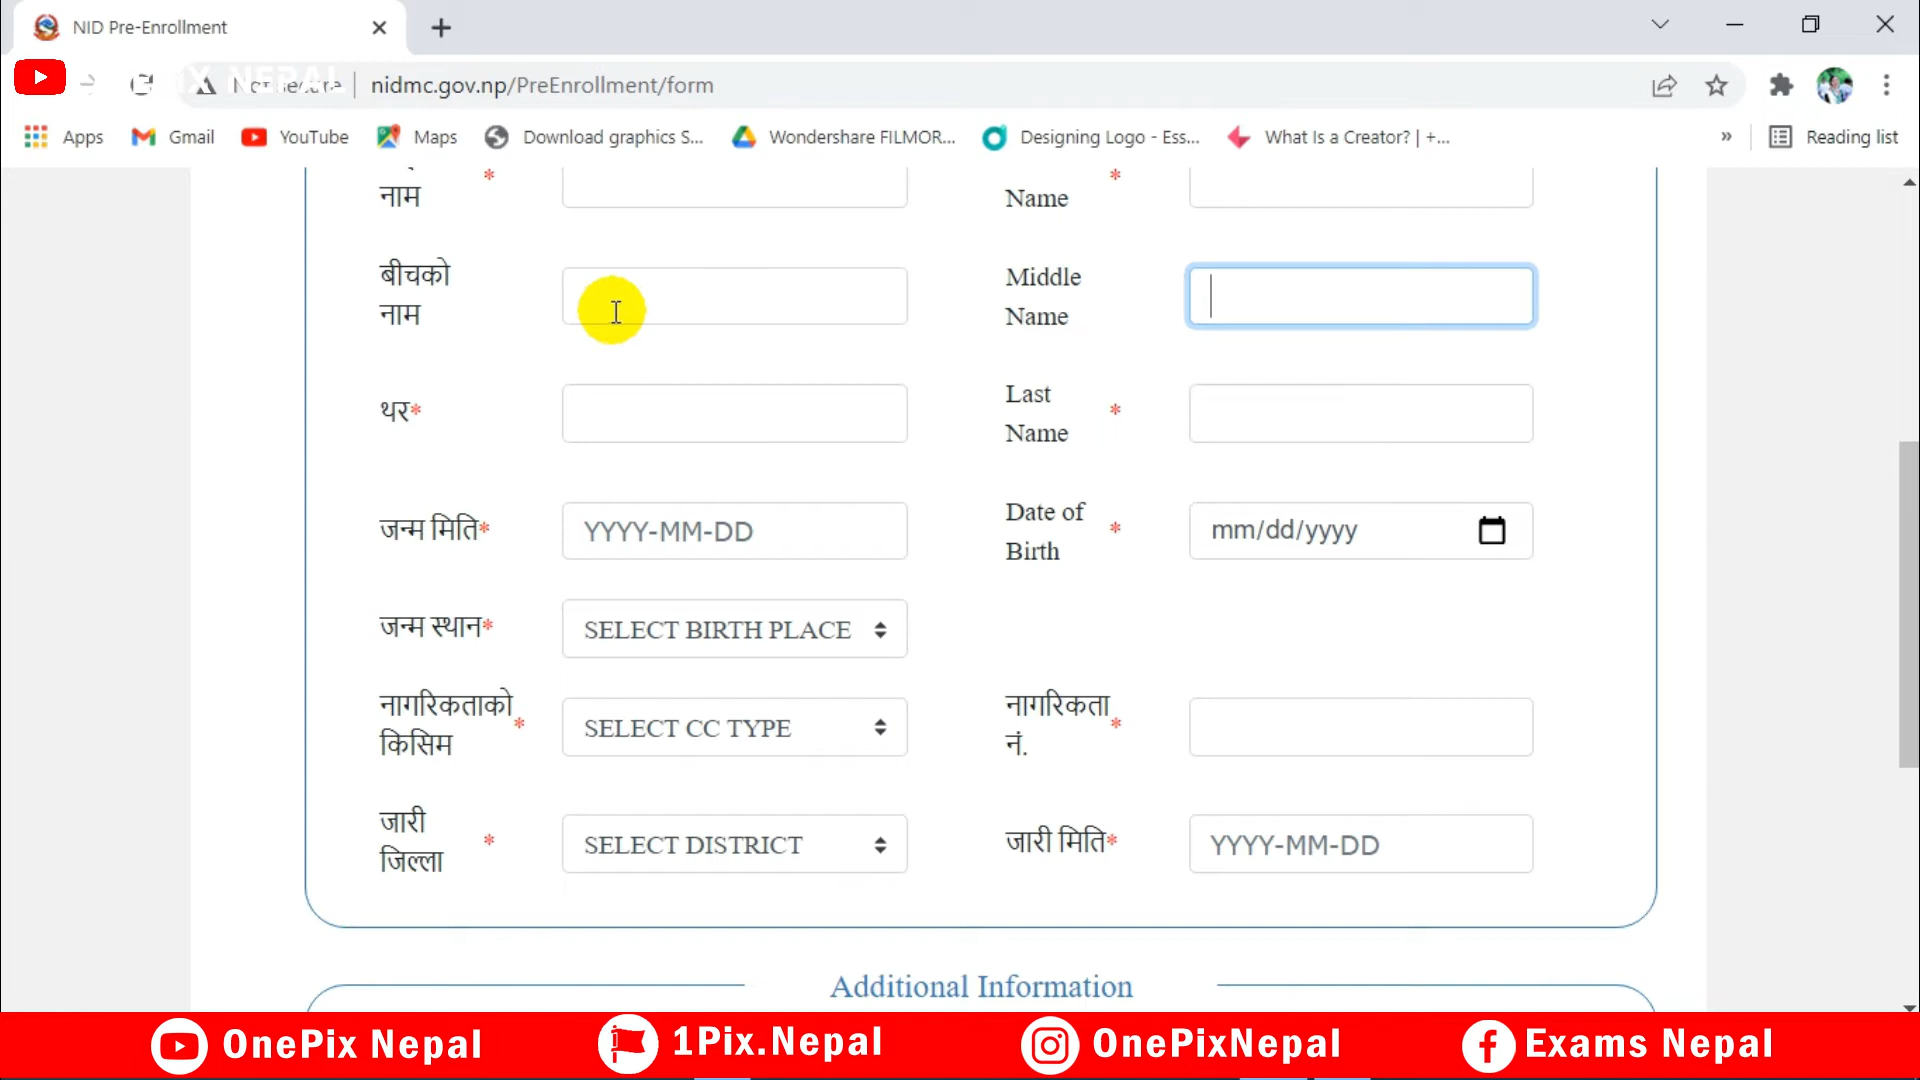 NID Pre-Enrollment
Not secure
nidmc.gov.np/PreEnrollment/form
Apps
Gmail
YouTube
Maps
Download graphics S...
Wondershare FILMOR...
Designing Logo - Ess...
What Is a Creator? | +...
»
Reading list
नाम *
Name *
बीचको
नाम
Middle
Name
थर*
Last
Name *
जन्म मिति*
YYYY-MM-DD
Date of
Birth *
mm/dd/yyyy
जन्म स्थान*
SELECT BIRTH PLACE
नागरिकताको
किसिम *
SELECT CC TYPE
नागरिकता
नं. *
जारी
जिल्ला *
SELECT DISTRICT
जारी मिति*
YYYY-MM-DD
Additional Information
OnePix Nepal
1Pix.Nepal
OnePixNepal
Exams Nepal